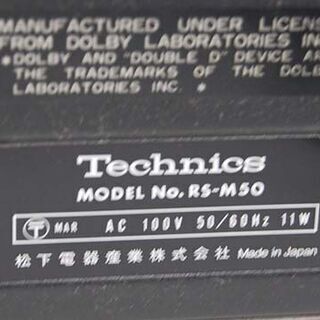 MANUFACTURED UNDER LICENS
FROM DOLBY LABORATORIES IN
*DOLBY AND "DOUBLE D" DEVICE AR
THE TRADEMARKS OF THE DOLB
LABORATORIES INC. *
Technics
MODEL No. RS-M50
〒 MAR AC 100V 50/60Hz 11W
松下電器産業株式会社 Made in Japan